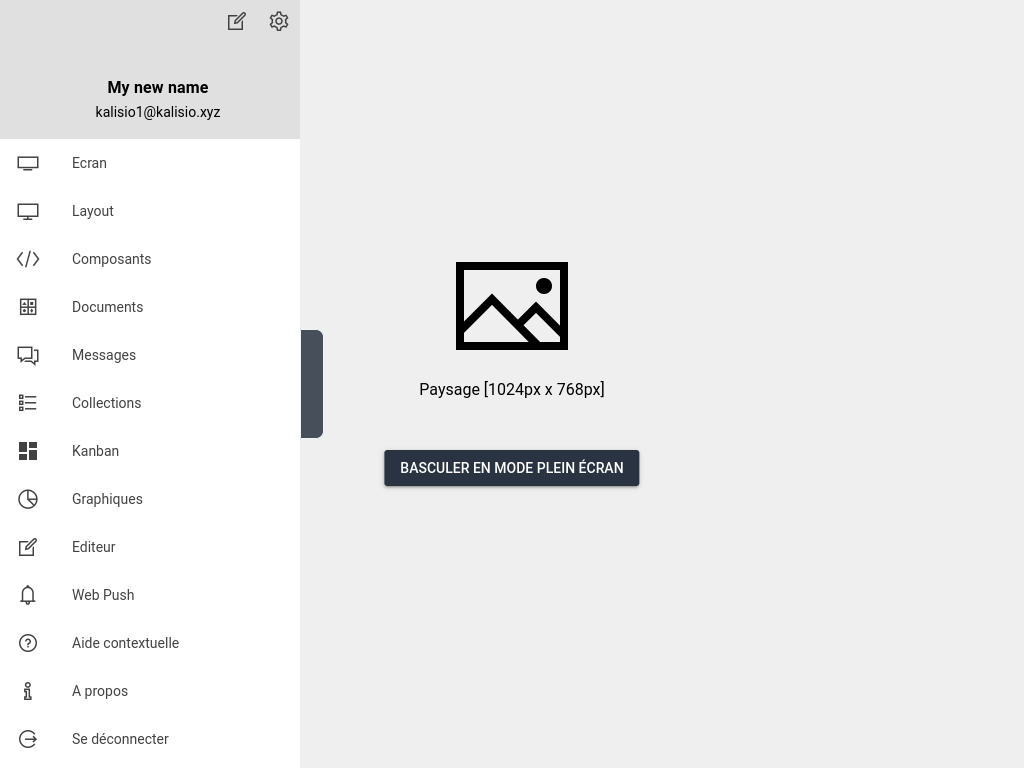 My new name
kalisio1@kalisio.xyz
Ecran
Layout
Composants
Documents
Messages
Collections
Kanban
Graphiques
Editeur
Web Push
Aide contextuelle
A propos
Se déconnecter
Paysage [1024px x 768px]
BASCULER EN MODE PLEIN ÉCRAN